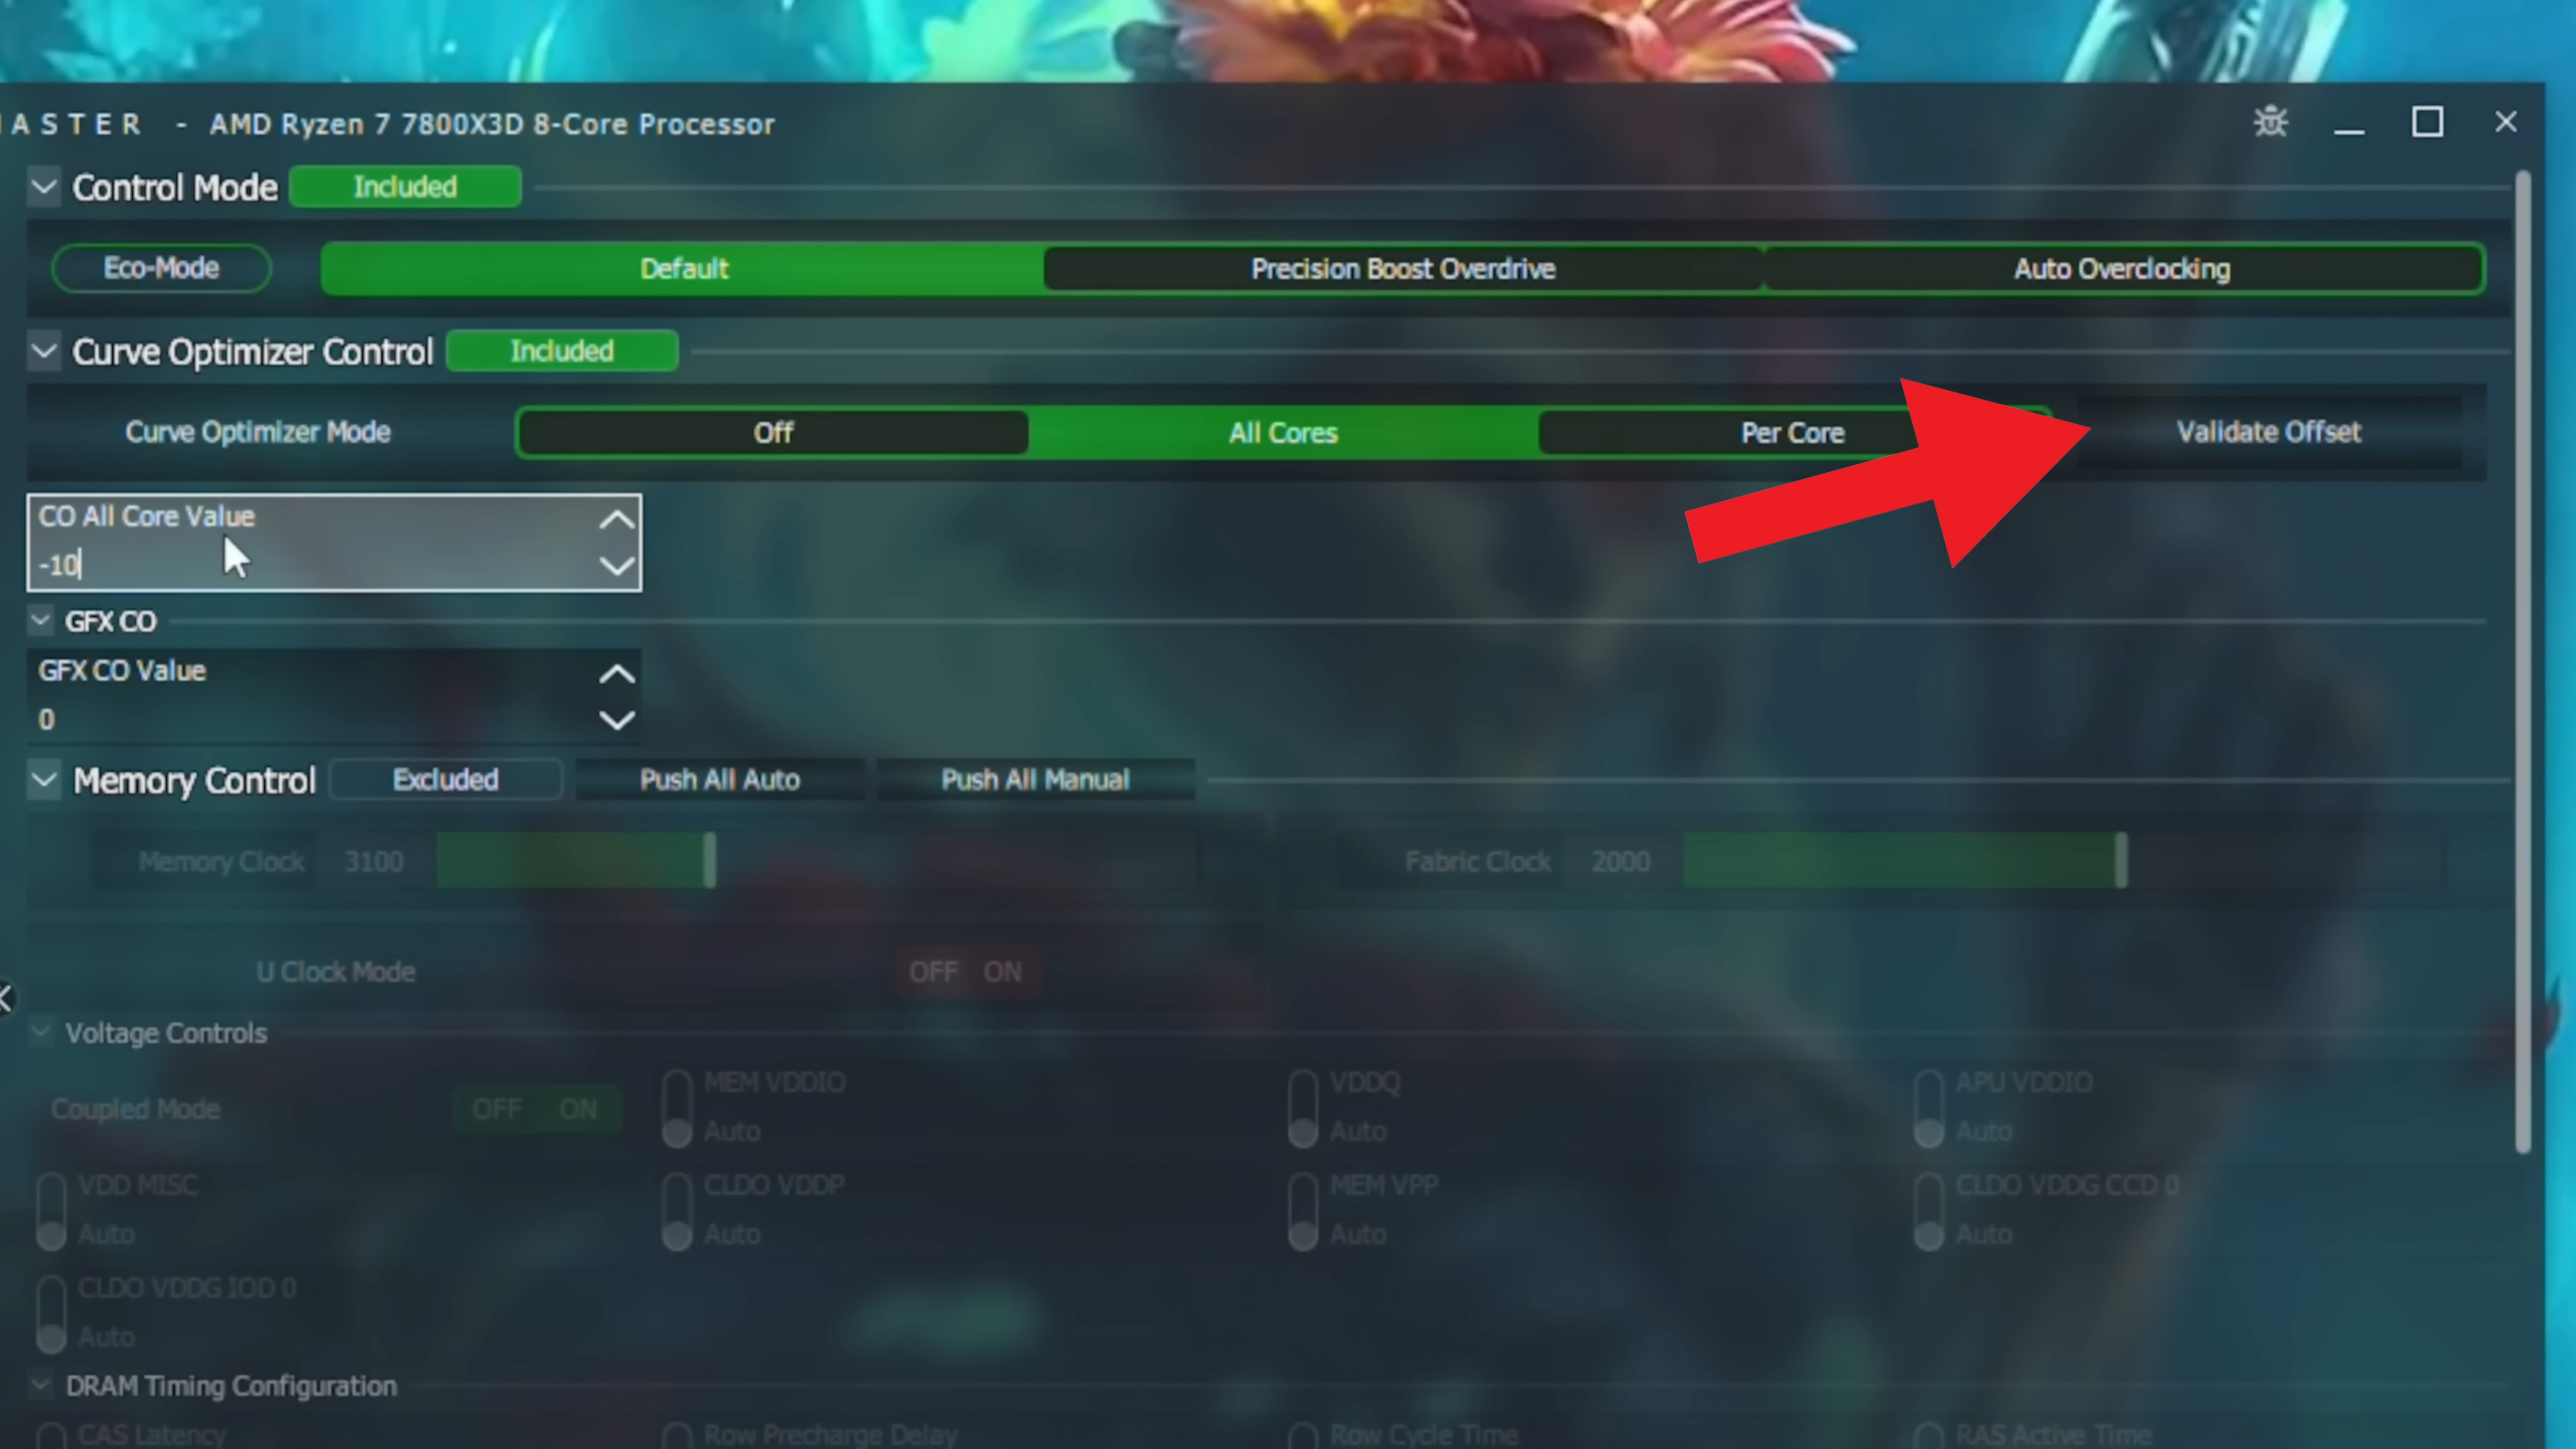 ASTER - AMD Ryzen 7 7800X3D 8-Core Processor
Control Mode Included
Eco-Mode Default Precision Boost Overdrive Auto Overclocking
Curve Optimizer Control Included
Curve Optimizer Mode Off All Cores Per Core Validate Offset
CO All Core Value
-10
GFX CO
GFX CO Value
0
Memory Control Excluded Push All Auto Push All Manual
Memory Clock 3100 Fabric Clock 2000
U Clock Mode OFF ON
Voltage Controls
Coupled Mode OFF ON
MEM VDDIO
Auto
VDDQ
Auto
APU VDDIO
Auto
VDD MISC
Auto
CLDO VDDP
Auto
MEM VPP
Auto
CLDO VDDG CCD 0
Auto
CLDO VDDG IOD 0
Auto
DRAM Timing Configuration
CAS Latency Row Precharge Delay Row Cycle Time RAS Active Time